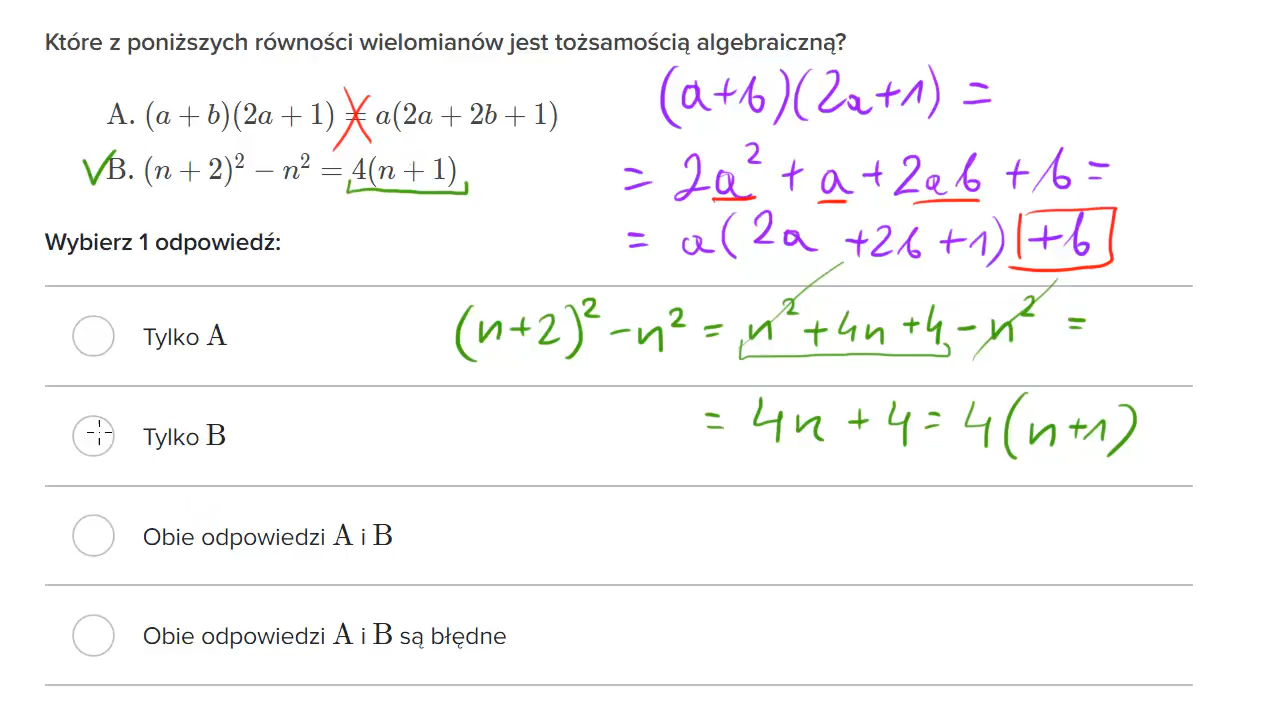 Które z poniższych równości wielomianów jest tożsamością algebraiczną?
(a+b)(2a+1) =
A. (a + b)(2a + 1) = a(2a + 2b + 1)
= 2a² + a + 2ab + b =
B. (n + 2)² − n² = 4(n + 1)
= a(2a + 2b + 1) + b
Wybierz 1 odpowiedź:
(n+2)² − n² = n² + 4n + 4 − n² =
Tylko A
= 4n + 4 = 4(n+1)
Tylko B
Obie odpowiedzi A i B
Obie odpowiedzi A i B są błędne